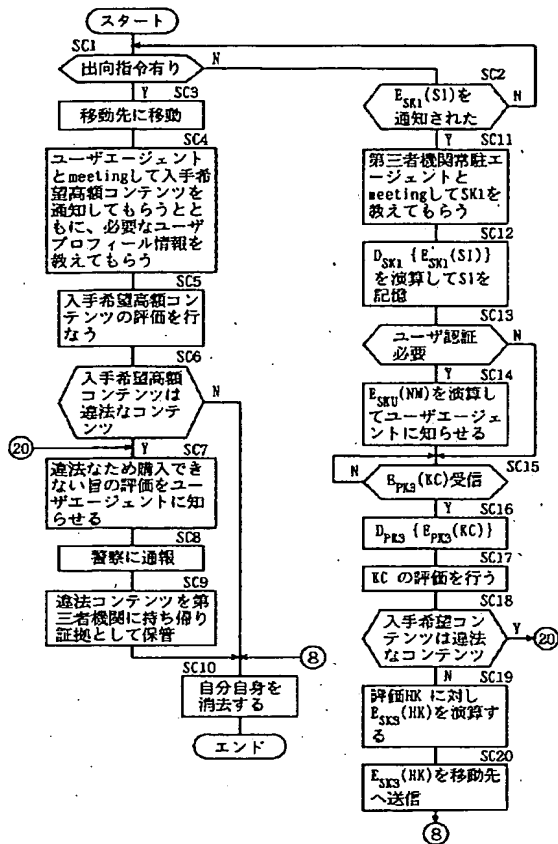 スタート
SC1
出向指令有り
N
Y
SC3
移動先に移動
SC4
ユーザエージェント
とmeetingして入手希
望高額コンテンツを
通知してもらうとと
もに、必要なユーザ
プロフィール情報を
教えてもらう
SC5
入手希望高額コン
テンツの評価を行
なう
SC6
入手希望高額
コンテンツは
違法なコンテ
ンツ
N
20
Y
SC7
違法なため購入でき
ない旨の評価をユー
ザエージェントに知
らせる
SC8
警察に通報
SC9
違法コンテンツを第
三者機関に持ち帰り
証拠として保管
8
SC10
自分自身を
消去する
エンド
SC2
E_SK1(SI)を
通知された
N
Y
SC11
第三者機関常駐エ
ージェントと
meetingしてSK1を
教えてもらう
SC12
D_SK1{E_SK1(SI)}
を演算してSIを
記憶
SC13
ユーザ認証
必要
N
Y
SC14
E_SKU(NW)を演算し
てユーザエージェ
ントに知らせる
SC15
N
E_PK3(KC)受信
Y
SC16
D_PK3{E_PK3(KC)}
SC17
KC の評価を行う
SC18
入手希望コン
テンツは違法
なコンテンツ
Y
20
N
SC19
評価HK に対し
E_SK3(HK)を演算す
る
SC20
E_SK3(HK)を移動先
へ送信
8